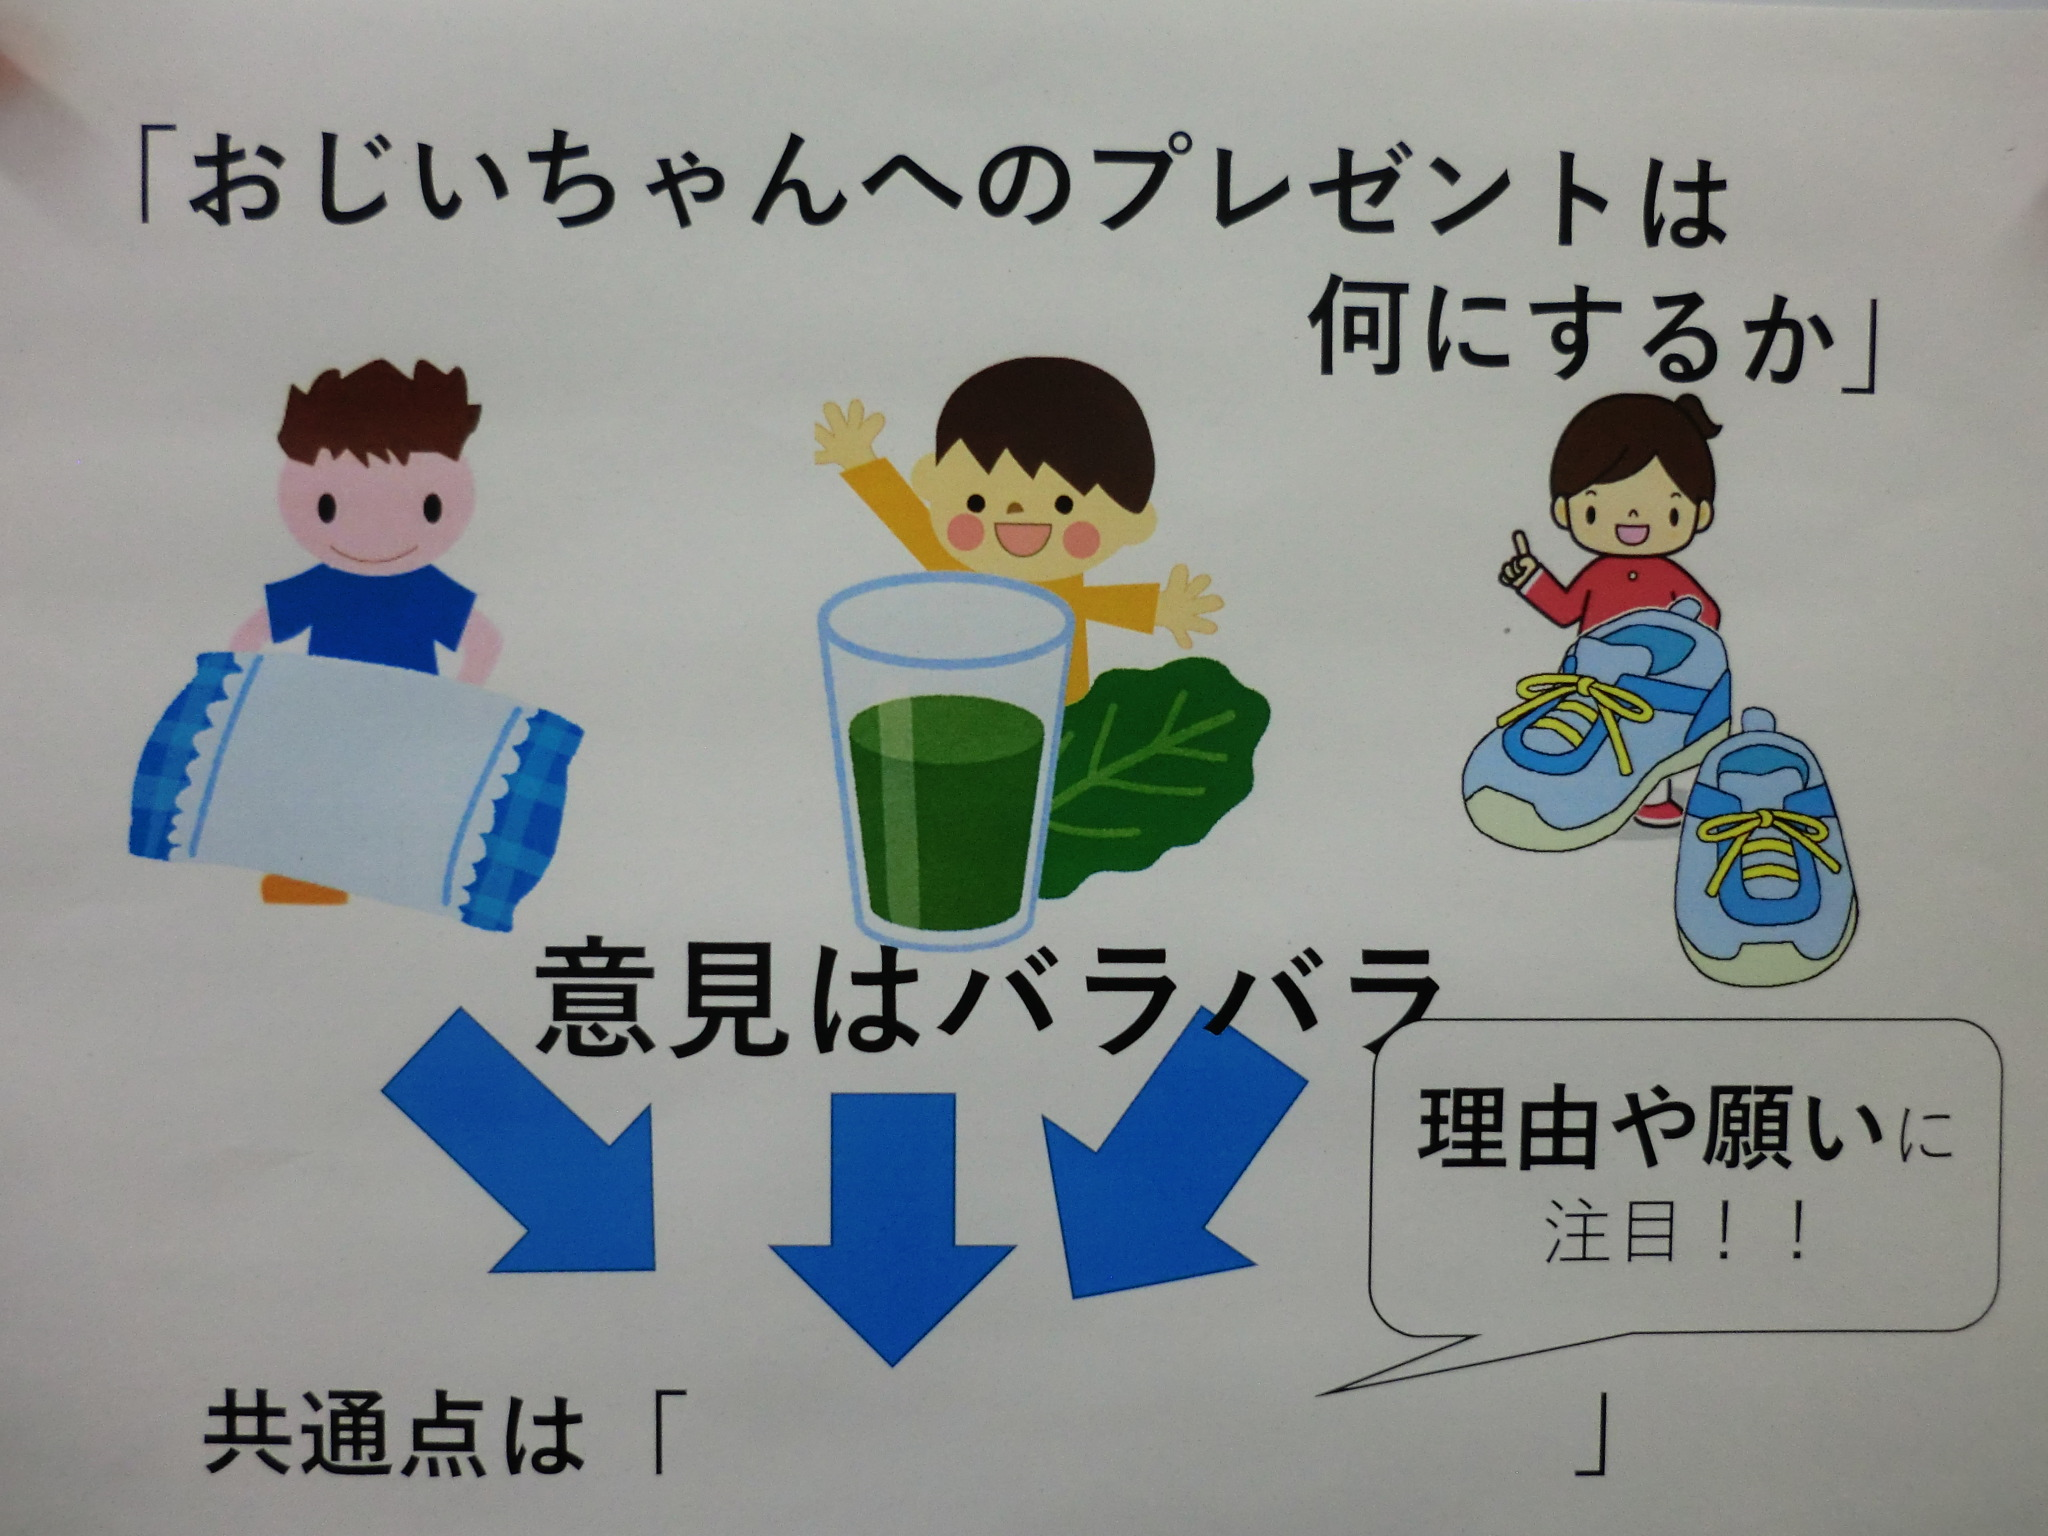 「おじいちゃんへのプレゼントは
何にするか」
意見はバラバラ
理由や願いに
注目！！
共通点は「　　　　　　　　　」